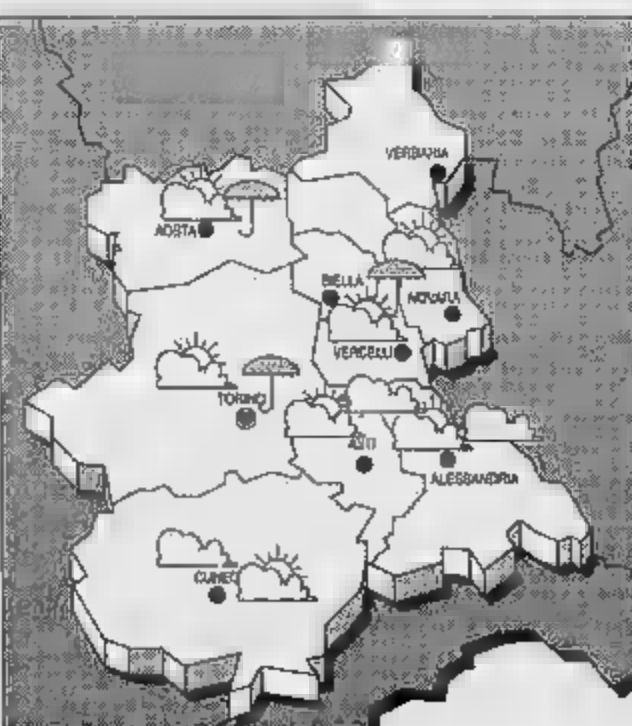 VERBANIA
AOSTA
BIELLA
NOVARA
VERCELLI
TORINO
ASTI
ALESSANDRIA
CUNEO